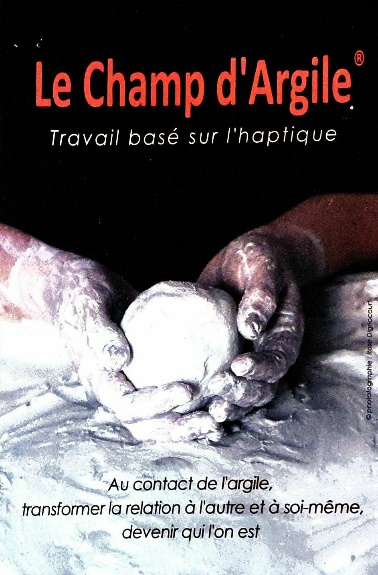 Le Champ d'Argile®
Travail basé sur l'haptique
Au contact de l'argile,
transformer la relation à l'autre et à soi-même,
devenir qui l'on est